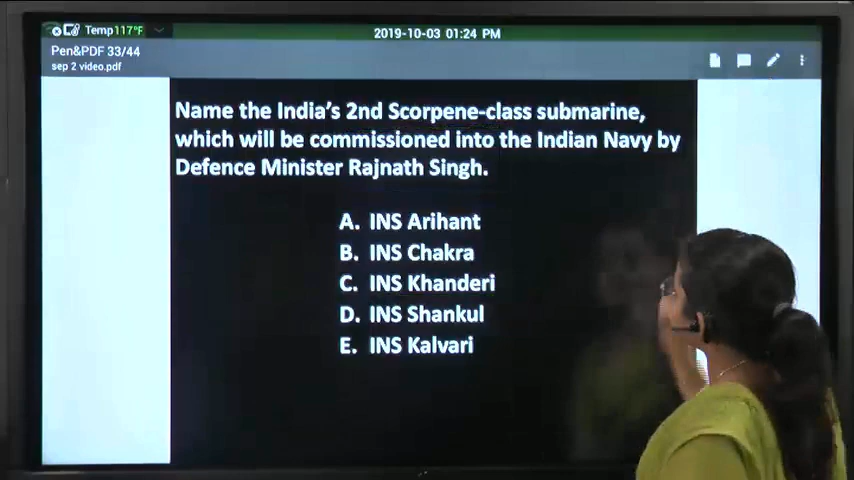 Temp117°F
2019-10-03 01:24 PM
Pen&PDF 33/44
sep 2 video.pdf
Name the India's 2nd Scorpene-class submarine,
which will be commissioned into the Indian Navy by
Defence Minister Rajnath Singh.
A. INS Arihant
B. INS Chakra
C. INS Khanderi
D. INS Shankul
E. INS Kalvari